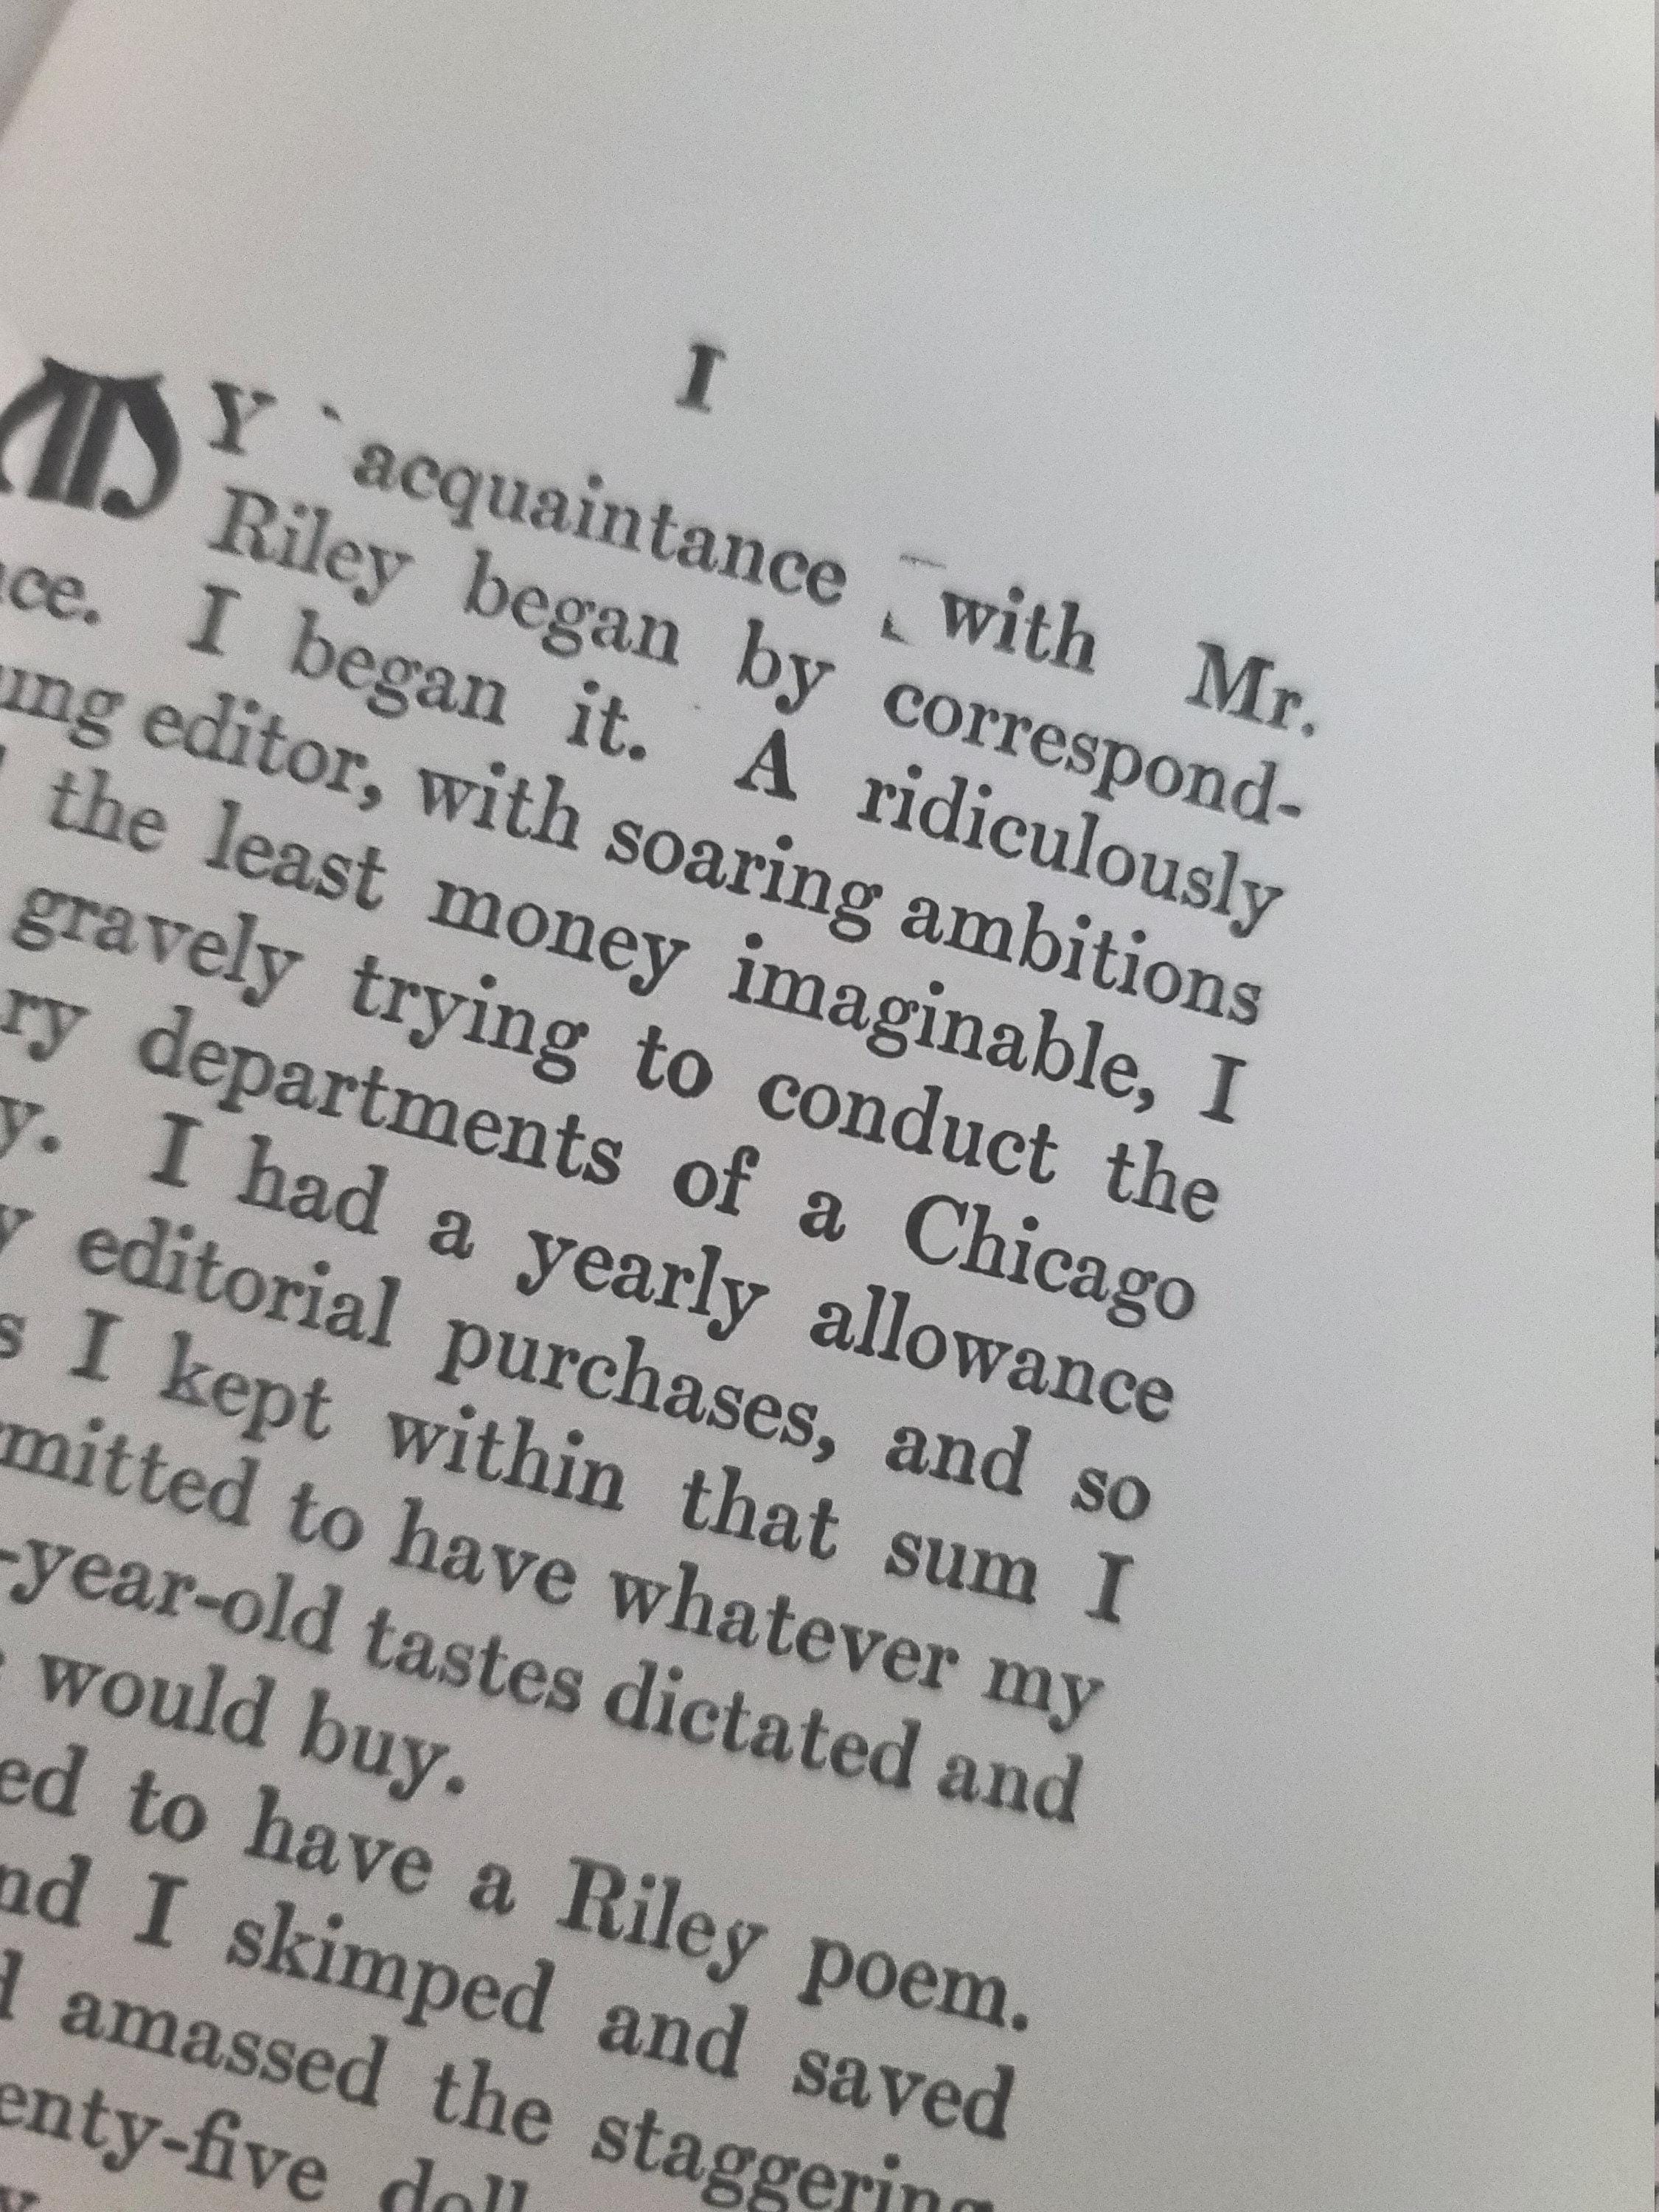 I
MY acquaintance with Mr.
Riley began by correspond-
ce. I began it. A ridiculously
editor, with soaring ambitions
the least money imaginable, I
gravely trying to conduct the
ry departments of a Chicago
y. I had a yearly allowance
editorial purchases, and so
s I kept within that sum I
mitted to have whatever my
-year-old tastes dictated and
would buy.
ed to have a Riley poem.
nd I skimped and saved
amassed the staggering
enty-five doll